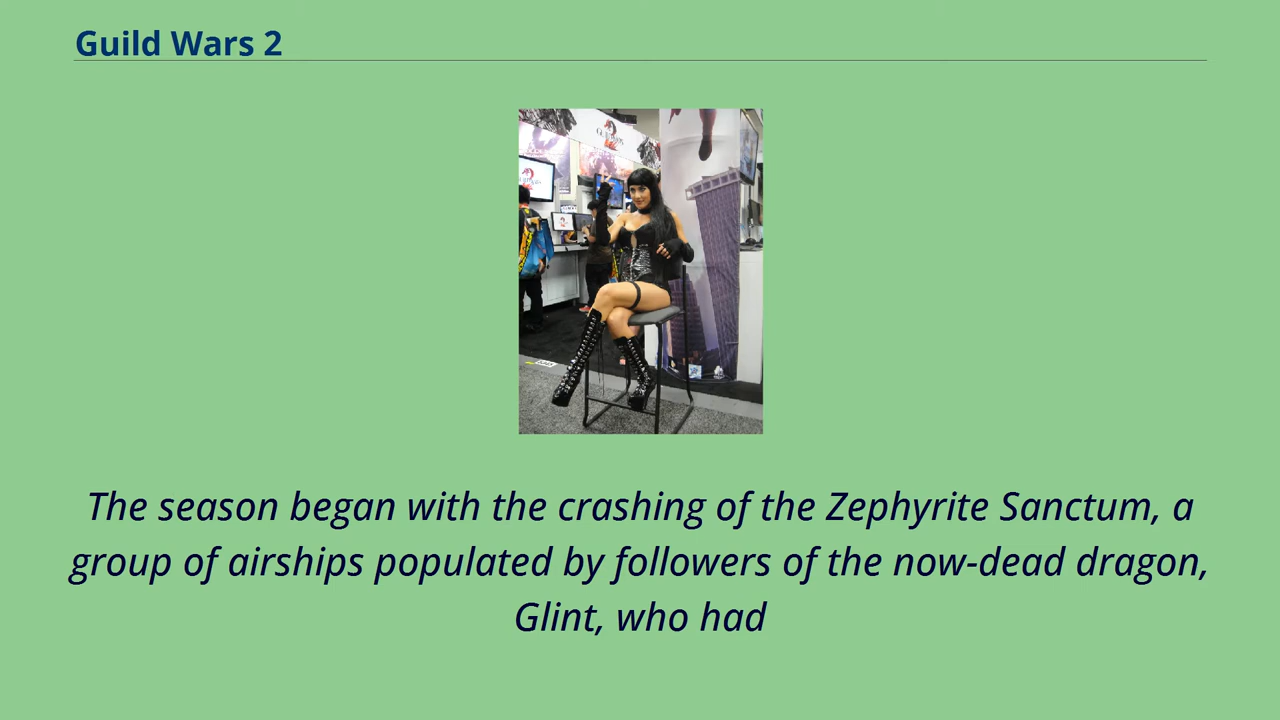 Guild Wars 2
The season began with the crashing of the Zephyrite Sanctum, a
group of airships populated by followers of the now-dead dragon,
Glint, who had